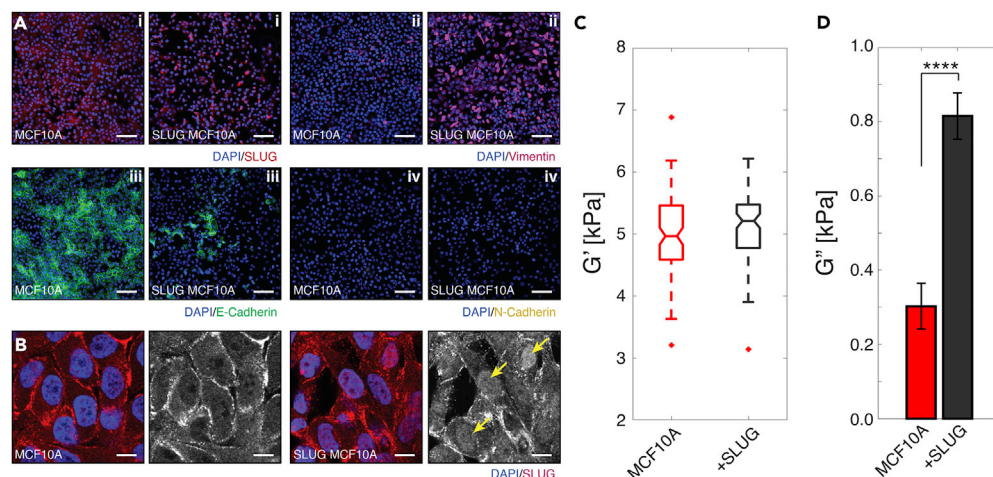 A
i
i
ii
ii
MCF10A
SLUG MCF10A
MCF10A
SLUG MCF10A
DAPI/SLUG
DAPI/Vimentin
iii
iii
iv
iv
MCF10A
SLUG MCF10A
MCF10A
SLUG MCF10A
DAPI/E-Cadherin
DAPI/N-Cadherin
B
MCF10A
SLUG MCF10A
DAPI/SLUG
C
G' [kPa]
8
7
6
5
4
3
2
MCF10A
+SLUG
D
G" [kPa]
1.0
0.8
0.6
0.4
0.2
0.0
****
MCF10A
+SLUG